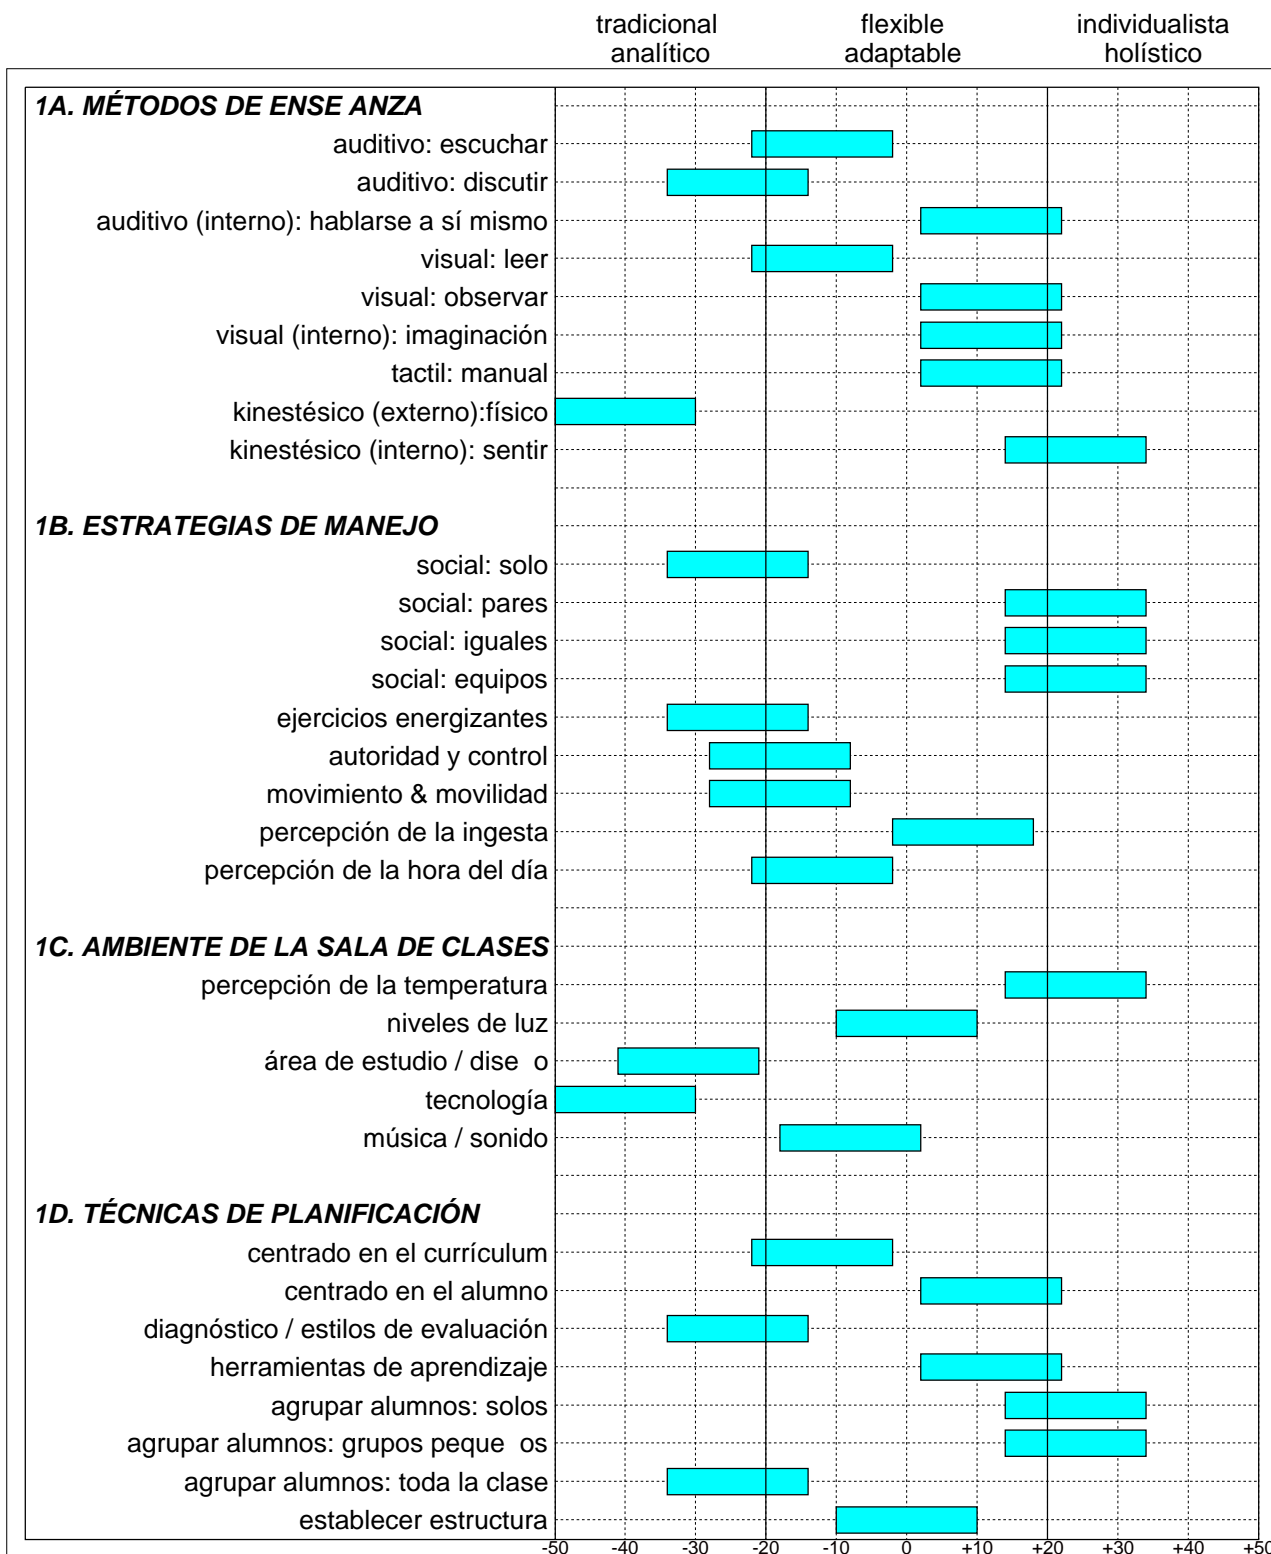 tradicional
analítico
flexible
adaptable
individualista
holístico
1A. MÉTODOS DE ENSE ANZA
auditivo: escuchar
auditivo: discutir
auditivo (interno): hablarse a sí mismo
visual: leer
visual: observar
visual (interno): imaginación
tactil: manual
kinestésico (externo):físico
kinestésico (interno): sentir
1B. ESTRATEGIAS DE MANEJO
social: solo
social: pares
social: iguales
social: equipos
ejercicios energizantes
autoridad y control
movimiento & movilidad
percepción de la ingesta
percepción de la hora del día
1C. AMBIENTE DE LA SALA DE CLASES
percepción de la temperatura
niveles de luz
área de estudio / dise o
tecnología
música / sonido
1D. TÉCNICAS DE PLANIFICACIÓN
centrado en el currículum
centrado en el alumno
diagnóstico / estilos de evaluación
herramientas de aprendizaje
agrupar alumnos: solos
agrupar alumnos: grupos peque os
agrupar alumnos: toda la clase
establecer estructura
-50 -40 -30 -20 -10 0 +10 +20 +30 +40 +50